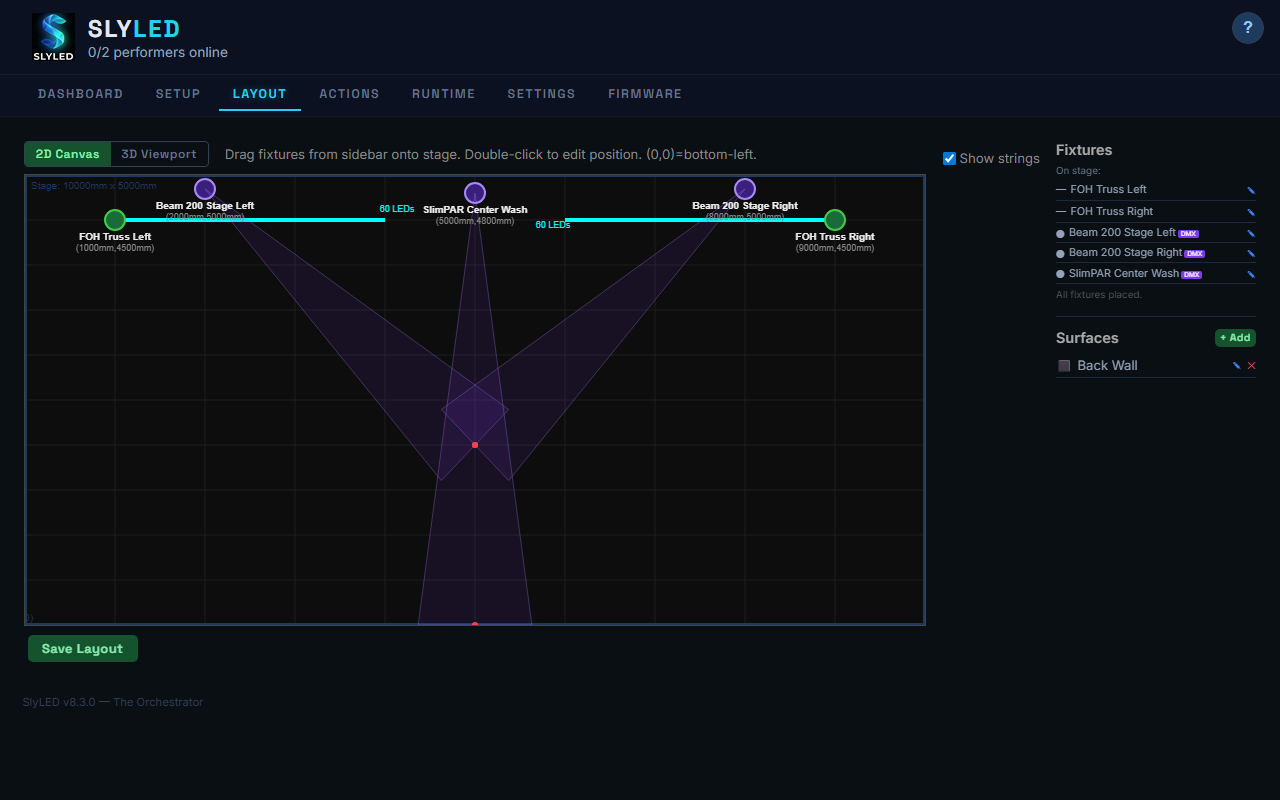 SLYLED
SLYLED
0/2 performers online
?
DASHBOARD SETUP LAYOUT ACTIONS RUNTIME SETTINGS FIRMWARE
2D Canvas 3D Viewport Drag fixtures from sidebar onto stage. Double-click to edit position. (0,0)=bottom-left.
Show strings
Stage: 10000mm x 5000mm
Beam 200 Stage Left
(2000mm,5000mm)
60 LEDs
SlimPAR Center Wash
(5000mm,4800mm)
60 LEDs
Beam 200 Stage Right
(8000mm,5000mm)
FOH Truss Left
(1000mm,4500mm)
FOH Truss Right
(9000mm,4500mm)
0)
Save Layout
Fixtures
On stage:
— FOH Truss Left
— FOH Truss Right
Beam 200 Stage Left DMX
Beam 200 Stage Right DMX
SlimPAR Center Wash DMX
All fixtures placed.
Surfaces + Add
Back Wall ×
SlyLED v8.3.0 — The Orchestrator